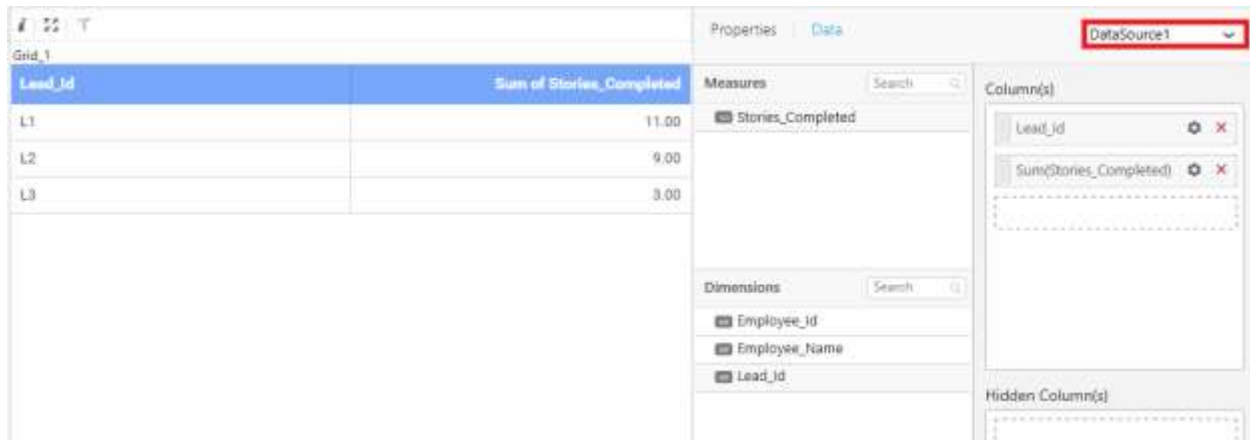 Grid_1
Lead_Id Sum of Stories_Completed
L1 11.00
L2 9.00
L3 3.00
Properties Data
DataSource1
Measures Search
Stories_Completed
Dimensions Search
Employee_Id
Employee_Name
Lead_Id
Column(s)
Lead_Id
Sum(Stories_Completed)
Hidden Column(s)